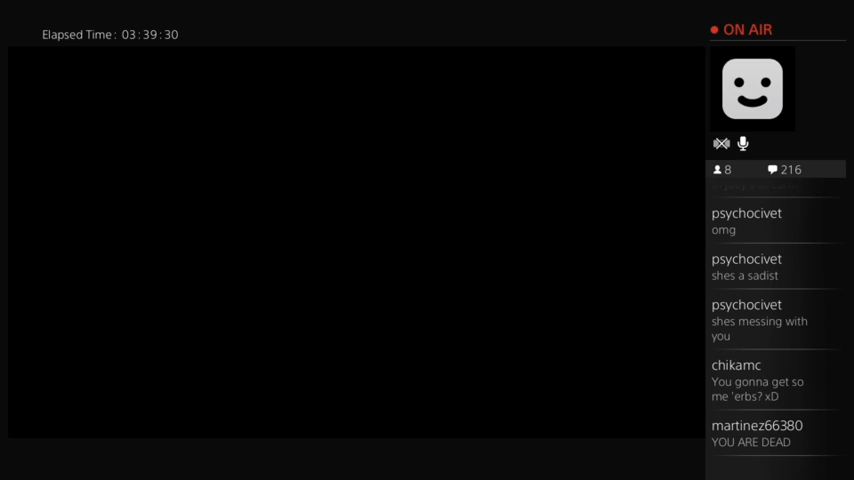 Elapsed Time: 03:39:30
ON AIR
8
216
psychocivet
omg
psychocivet
shes a sadist
psychocivet
shes messing with
you
chikamc
You gonna get so
me 'erbs? xD
martinez66380
YOU ARE DEAD